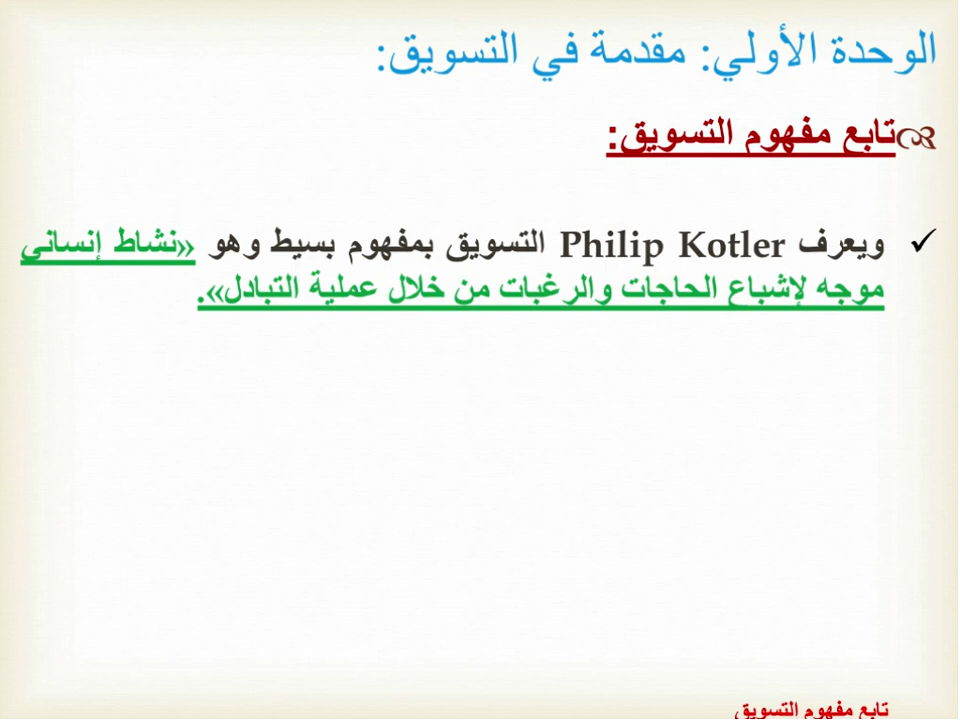 الوحدة الأولي: مقدمة في التسويق:
تابع مفهوم التسويق:
ويعرف Philip Kotler التسويق بمفهوم بسيط وهو «نشاط إنساني
موجه لإشباع الحاجات والرغبات من خلال عملية التبادل».
تابع مفهوم التسويق